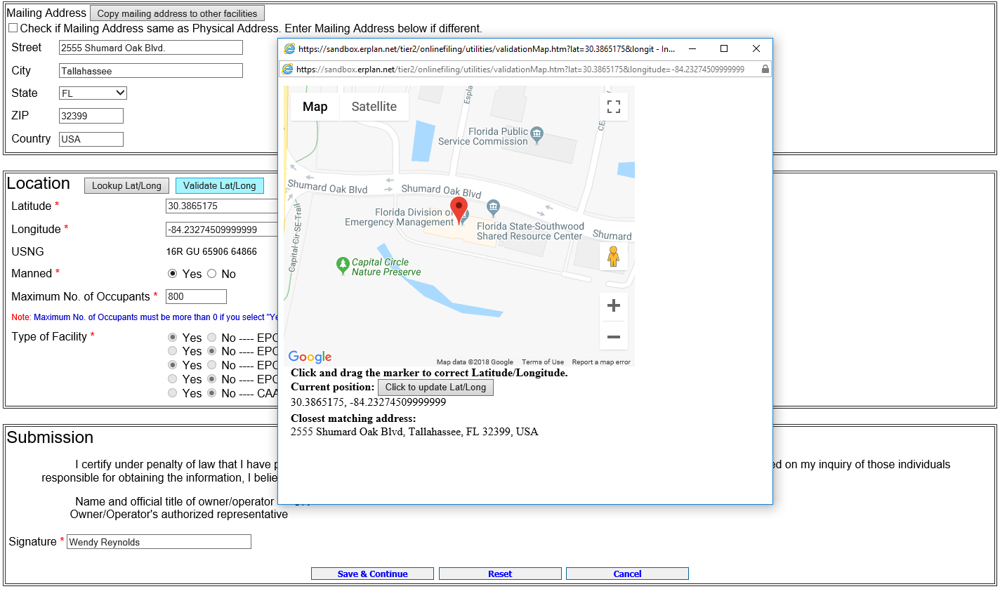 Mailing Address Copy mailing address to other facilities
Check if Mailing Address same as Physical Address. Enter Mailing Address below if different.
Street 2555 Shumard Oak Blvd.
City Tallahassee
State FL
ZIP 32399
Country USA
Location Lookup Lat/Long Validate Lat/Long
Latitude * 30.3865175
Longitude * -84.23274509999999
USNG 16R GU 65906 64866
Manned * Yes No
Maximum No. of Occupants * 800
Note: Maximum No. of Occupants must be more than 0 if you select "Ye
Type of Facility * Yes No ---- EPC
Yes No ---- EPC
Yes No ---- EPC
Yes No ---- EPC
Yes No ---- CAA
https://sandbox.erplan.net/tier2/onlinefiling/utilities/validationMap.htm?lat=30.3865175&longit - In...
https://sandbox.erplan.net/tier2/onlinefiling/utilities/validationMap.htm?lat=30.3865175&longitude=-84.23274509999999
Map Satellite
Espla
Florida Public
Service Commission
Shumard Oak Blvd
Shumard Oak Blvd
Florida Division of
Emergency Management
Florida State-Southwood
Shared Resource Center
Shumard
Capital Cir SE Trail
Capital Circle
Nature Preserve
Google
Map data ©2018 Google Terms of Use Report a map error
Click and drag the marker to correct Latitude/Longitude.
Current position: Click to update Lat/Long
30.3865175, -84.23274509999999
Closest matching address:
2555 Shumard Oak Blvd, Tallahassee, FL 32399, USA
Submission
I certify under penalty of law that I have p ed on my inquiry of those individuals
responsible for obtaining the information, I belie
Name and official title of owner/operator
Owner/Operator's authorized representative
Signature * Wendy Reynolds
Save & Continue Reset Cancel